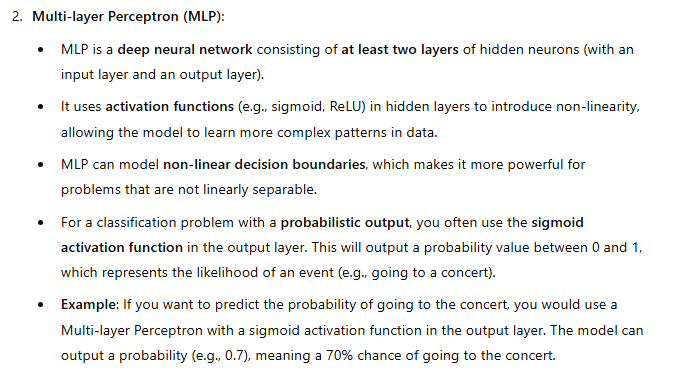 2. Multi-layer Perceptron (MLP):
• MLP is a deep neural network consisting of at least two layers of hidden neurons (with an
input layer and an output layer).
• It uses activation functions (e.g., sigmoid, ReLU) in hidden layers to introduce non-linearity,
allowing the model to learn more complex patterns in data.
• MLP can model non-linear decision boundaries, which makes it more powerful for
problems that are not linearly separable.
• For a classification problem with a probabilistic output, you often use the sigmoid
activation function in the output layer. This will output a probability value between 0 and 1,
which represents the likelihood of an event (e.g., going to a concert).
• Example: If you want to predict the probability of going to the concert, you would use a
Multi-layer Perceptron with a sigmoid activation function in the output layer. The model can
output a probability (e.g., 0.7), meaning a 70% chance of going to the concert.